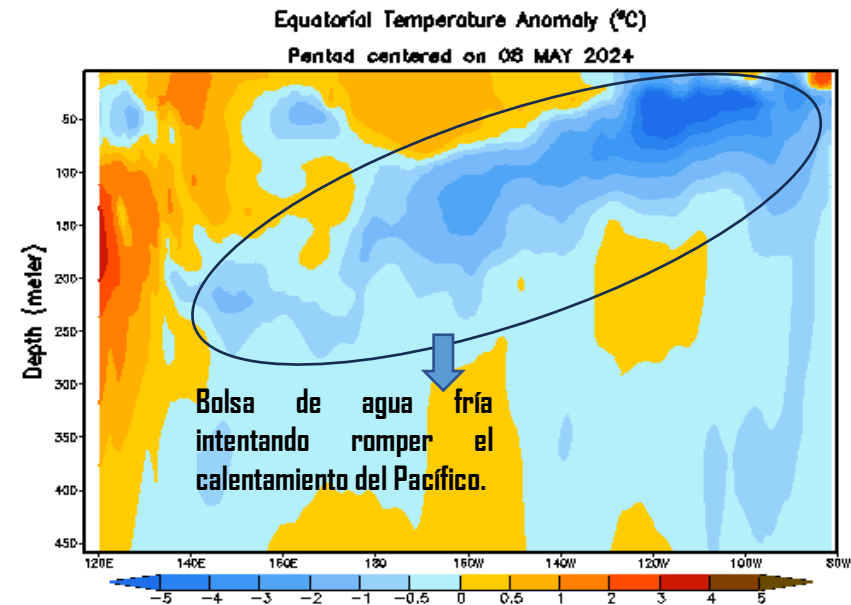 Equatorial Temperature Anomaly (°C)
Pentad centered on 08 MAY 2024
50
100
150
200
250
300
350
400
450
Depth (meter)
Bolsa de agua fría
intentando romper el
calentamiento del Pacífico.
120E 140E 160E 180 160W 140W 120W 100W 80W
-5 -4 -3 -2 -1 -0.5 0 0.5 1 2 3 4 5